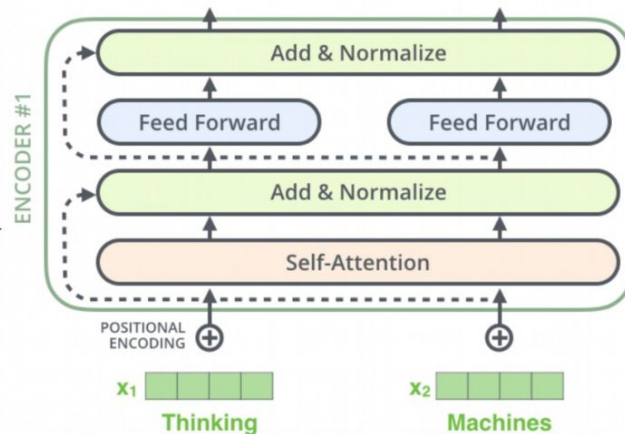 ENCODER #1
Add & Normalize
Feed Forward
Feed Forward
Add & Normalize
Self-Attention
POSITIONAL
ENCODING
x₁
x₂
Thinking
Machines